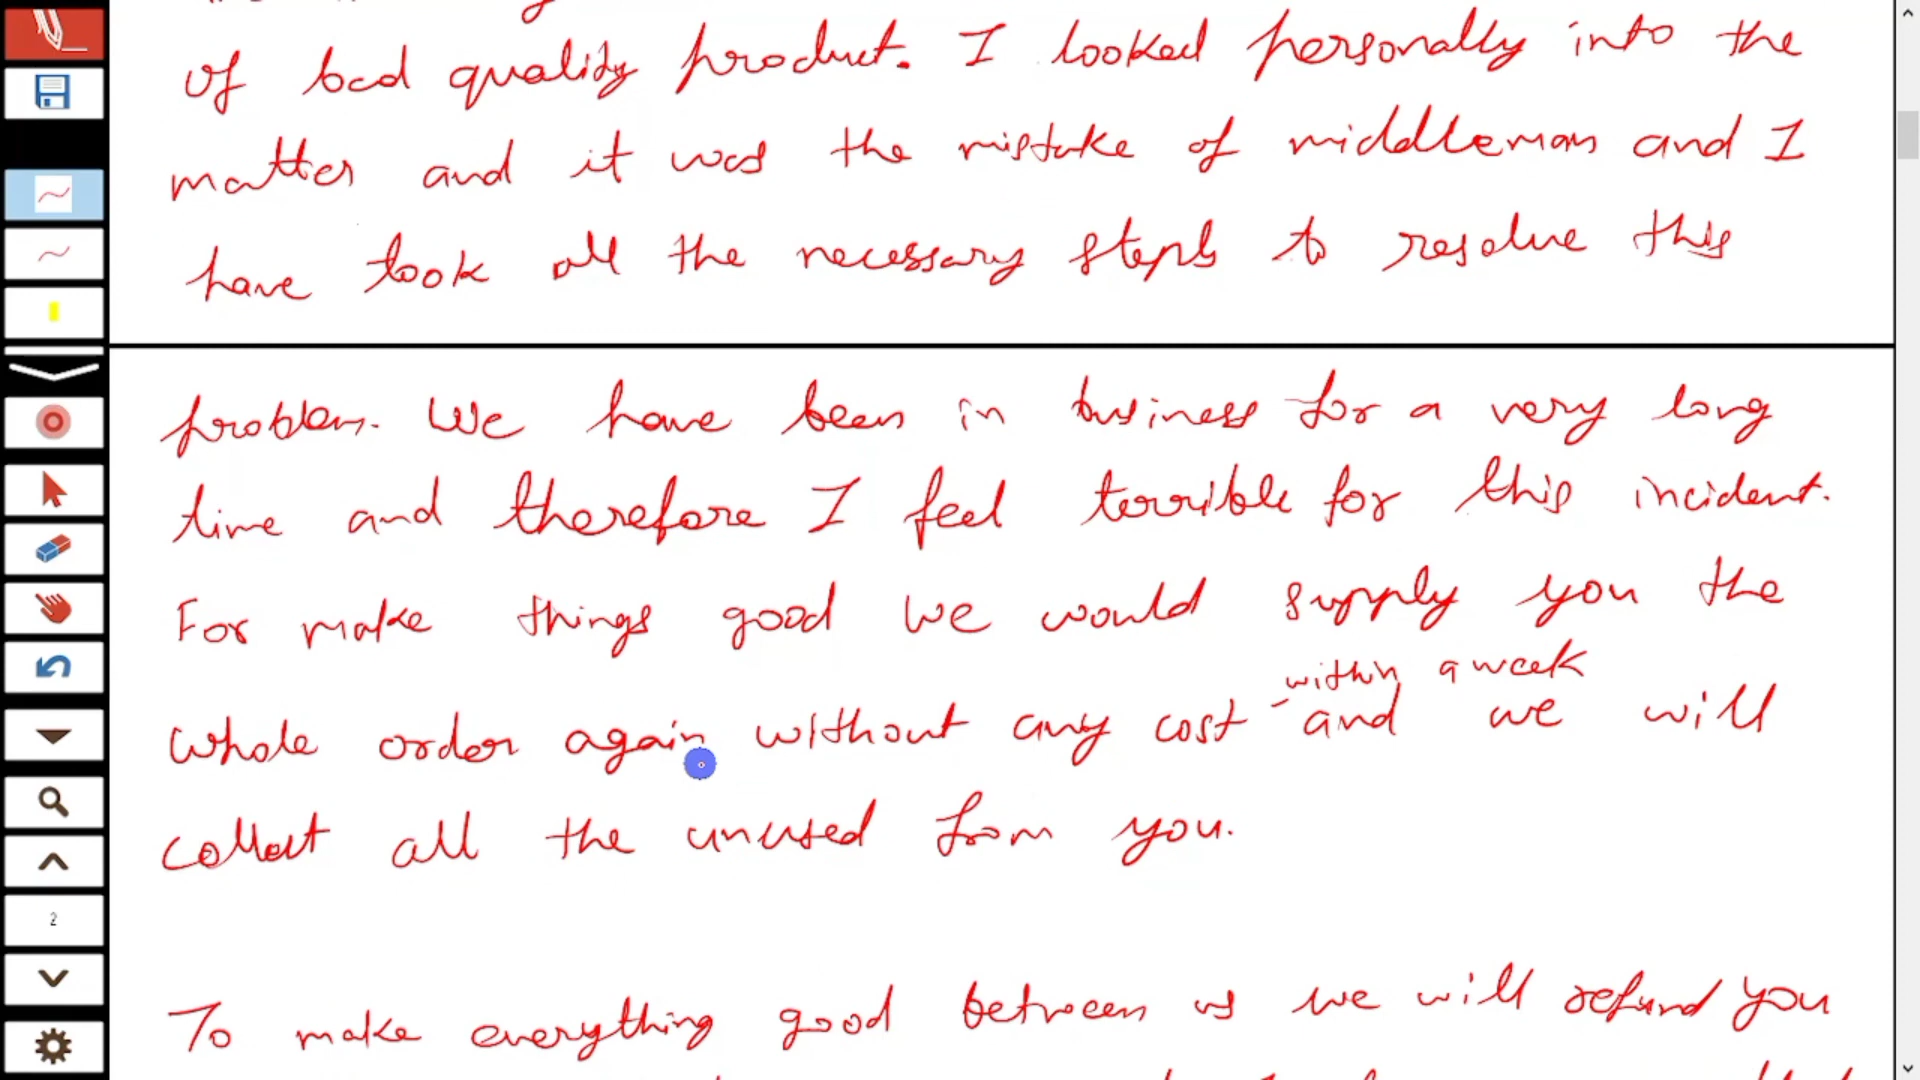 of bad quality product. I looked personally into the
matter and it was the mistake of middleman and I
have took all the necessary steps to resolve this
problem. We have been in business for a very long
time and therefore I feel terrible for this incident.
For make things good we would supply you the
within a week
whole order again without any cost - and we will
collect all the unused from you.
2
To make everything good between us we will refund you